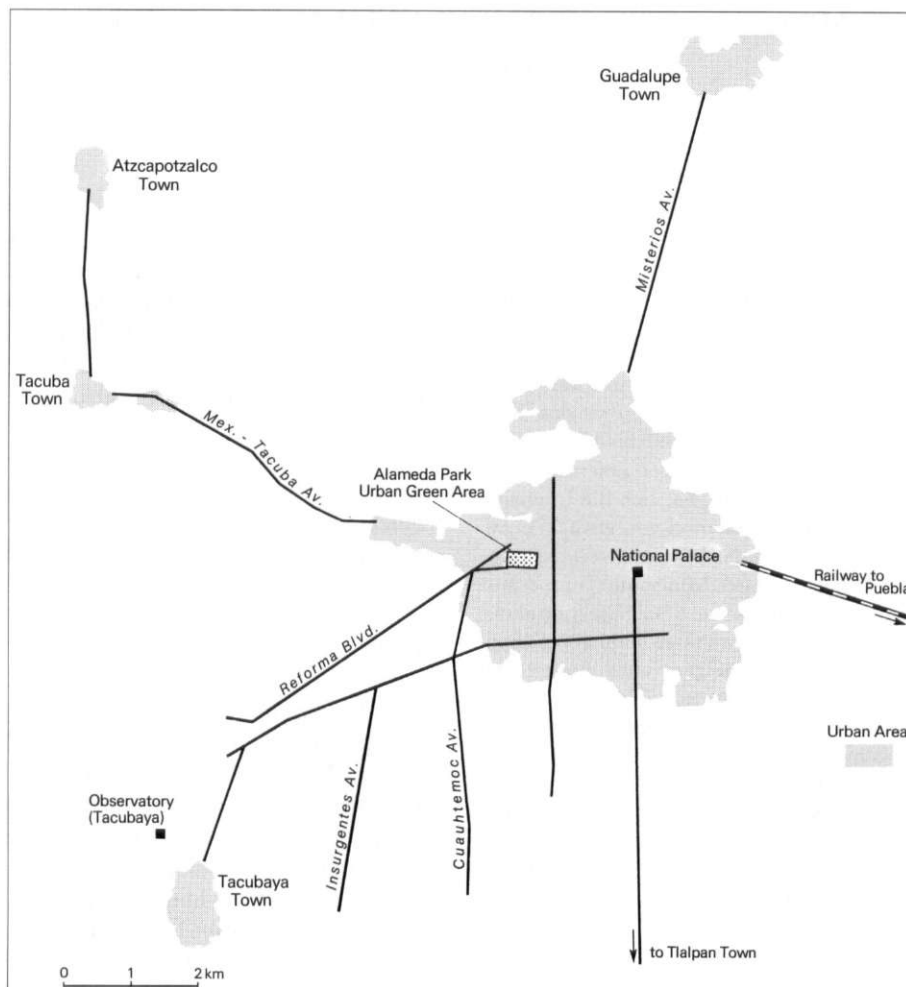 Guadalupe
Town
Atzcapotzalco
Town
Misterios Av.
Tacuba
Town
Mex. - Tacuba Av.
Alameda Park
Urban Green Area
National Palace
Railway to
Puebla
Reforma Blvd.
Urban Area
Observatory
(Tacubaya)
Insurgentes Av.
Cuauhtemoc Av.
Tacubaya
Town
to Tlalpan Town
0 1 2 km